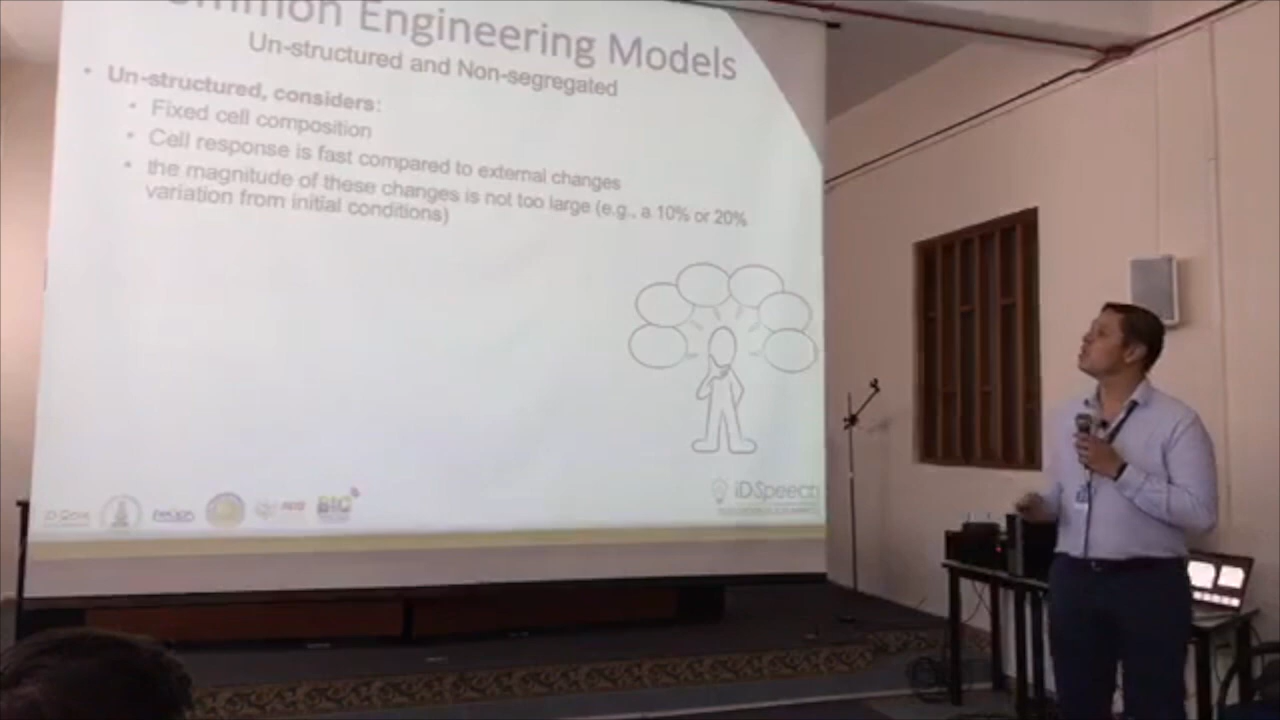 ommon Engineering Models
Un-structured and Non-segregated
• Un-structured, considers:
• Fixed cell composition
• Cell response is fast compared to external changes
• the magnitude of these changes is not too large (e.g., a 10% or 20%
variation from initial conditions)
BIC
iDSpeech